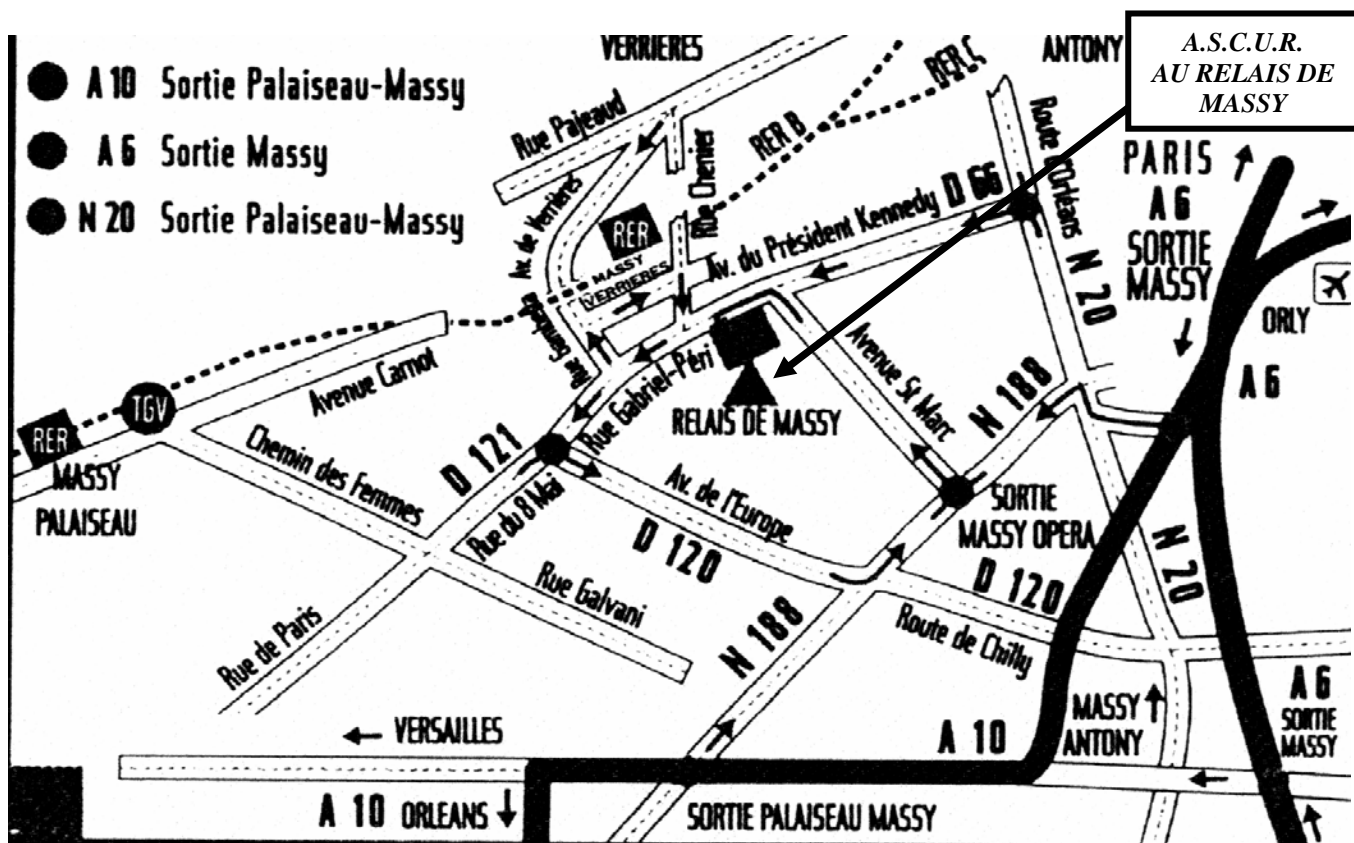 A.S.C.U.R.
AU RELAIS DE
MASSY
VERRIERES
ANTONY
A 10 Sortie Palaiseau-Massy
A 6 Sortie Massy
N 20 Sortie Palaiseau-Massy
Rue Pajeaud
RER C
RER B
Rue Chenier
Route d'Orléans
Av. de Verrières
RER
MASSY
VERRIERES
Av. du Président Kennedy D 66
PARIS
A 6
SORTIE
MASSY
N 20
ORLY
A 6
Rue Gambetta
Avenue Carnot
TGV
RER
MASSY
PALAISEAU
Chemin des Femmes
D 121
Rue Gabriel-Péri
RELAIS DE MASSY
Avenue St Marc
N 188
Rue du 8 Mai
Av. de l'Europe
D 120
SORTIE
MASSY OPERA
D 120
N 20
Rue Galvani
Rue de Paris
N 188
Route de Chilly
VERSAILLES
A 10
MASSY
ANTONY
A 6
SORTIE
MASSY
A 10 ORLEANS
SORTIE PALAISEAU MASSY